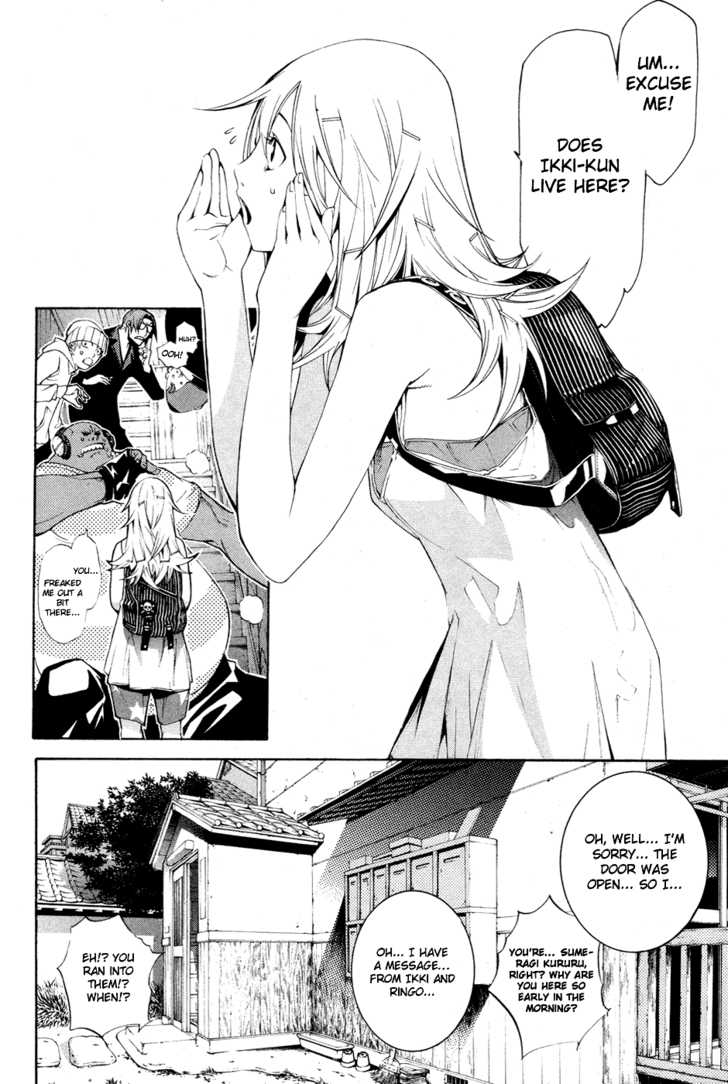 UM...
EXCUSE
ME!
DOES
IKKI-KUN
LIVE HERE?
HUH?
OOH!
YOU...
FREAKED
ME OUT A
BIT
THERE...
OH, WELL... I'M
SORRY... THE
DOOR WAS
OPEN... SO I...
YOU'RE... SUME-
RAGI KURURU,
RIGHT? WHY ARE
YOU HERE SO
EARLY IN THE
MORNING?
OH... I HAVE
A MESSAGE...
FROM IKKI AND
RINGO...
EH!? YOU
RAN INTO
THEM!?
WHEN!?